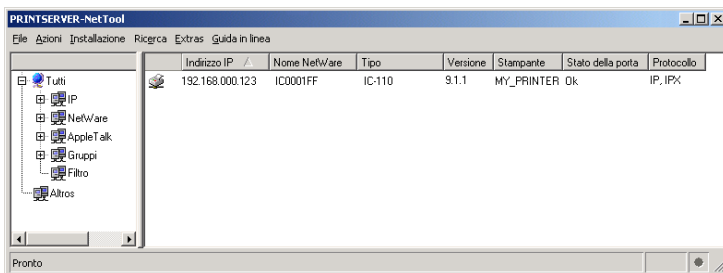 PRINTSERVER-NetTool
File Azioni Installazione Ricerca Extras Guida in linea
Indirizzo IP Nome NetWare Tipo Versione Stampante Stato della porta Protocollo
192.168.000.123 IC0001FF IC-110 9.1.1 MY_PRINTER Ok IP, IPX
Tutti
IP
NetWare
AppleTalk
Gruppi
Filtro
Altros
Pronto